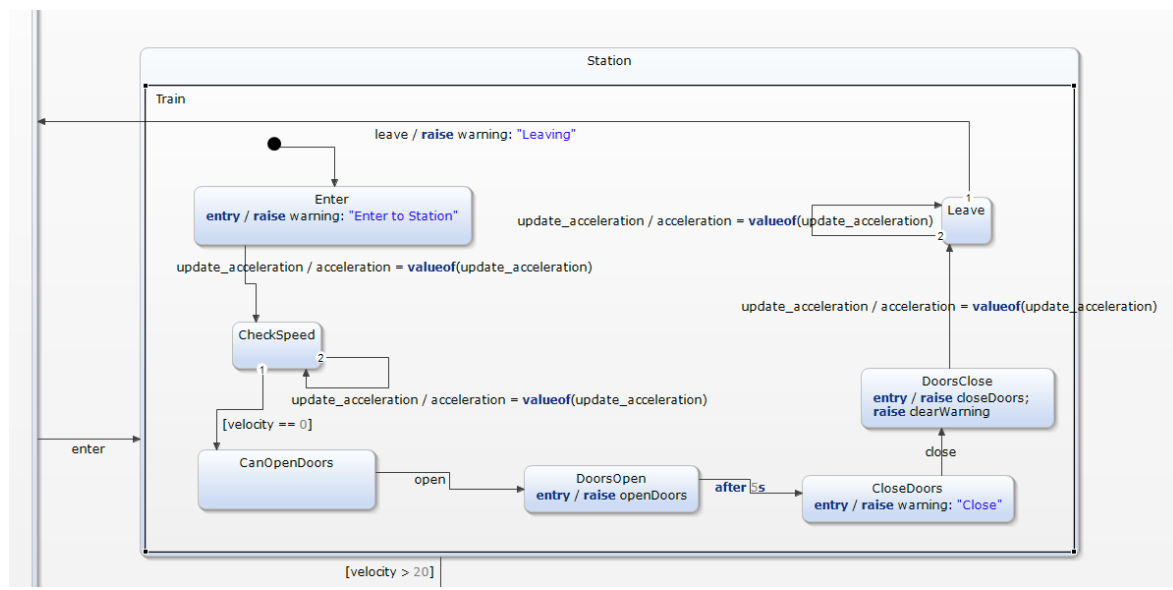 Station
Train
leave / raise warning: "Leaving"
Enter
entry / raise warning: "Enter to Station"
1
Leave
update_acceleration / acceleration = valueof(update_acceleration)
2
update_acceleration / acceleration = valueof(update_acceleration)
update_acceleration / acceleration = valueof(update_acceleration)
CheckSpeed
2
1
DoorsClose
entry / raise closeDoors;
raise clearWarning
update_acceleration / acceleration = valueof(update_acceleration)
[velocity == 0]
enter
close
CanOpenDoors
open
DoorsOpen
entry / raise openDoors
after 5s
CloseDoors
entry / raise warning: "Close"
[velocity > 20]